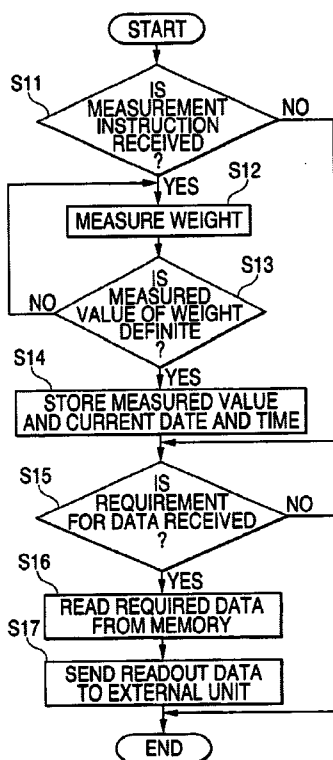 START
S11
IS
MEASUREMENT
INSTRUCTION
RECEIVED
?
NO
YES
S12
MEASURE WEIGHT
S13
IS
MEASURED
VALUE OF WEIGHT
DEFINITE
?
NO
YES
S14
STORE MEASURED VALUE
AND CURRENT DATE AND TIME
S15
IS
REQUIREMENT
FOR DATA RECEIVED
?
NO
YES
S16
READ REQUIRED DATA
FROM MEMORY
S17
SEND READOUT DATA
TO EXTERNAL UNIT
END